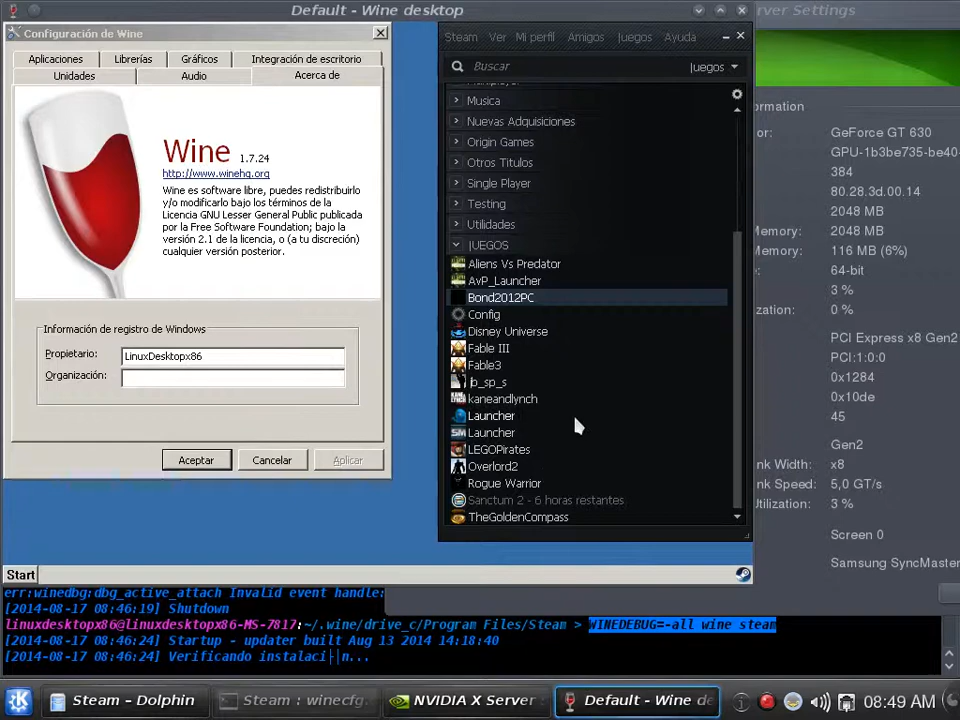 Default - Wine desktop
rver Settings
Configuración de Wine
Aplicaciones
Librerías
Gráficos
Integración de escritorio
Unidades
Audio
Acerca de
Wine 1.7.24
http://www.winehq.org
Wine es software libre, puedes redistribuirlo
y/o modificarlo bajo los términos de la
Licencia GNU Lesser General Public publicada
por la Free Software Foundation; bajo la
versión 2.1 de la licencia, o (a tu discreción)
cualquier versión posterior.
Información de registro de Windows
Propietario:
LinuxDesktopx86
Organización:
Aceptar
Cancelar
Aplicar
Steam
Ver
Mi perfil
Amigos
Juegos
Ayuda
Buscar
Juegos
Musica
Nuevas Adquisiciones
Origin Games
Otros Titulos
Single Player
Testing
Utilidades
JUEGOS
Aliens Vs Predator
AvP_Launcher
Bond2012PC
Config
Disney Universe
Fable III
Fable3
jb_sp_s
kaneandlynch
Launcher
Launcher
LEGOPirates
Overlord2
Rogue Warrior
Sanctum 2 - 6 horas restantes
TheGoldenCompass
ormation
or:
GeForce GT 630
GPU-1b3be735-be40-
384
80.28.3d.00.14
2048 MB
Memory:
2048 MB
emory:
116 MB (6%)
e:
64-bit
3 %
zation:
0 %
PCI Express x8 Gen2
PCI:1:0:0
0x1284
0x10de
45
Gen2
nk Width:
x8
nk Speed:
5,0 GT/s
Utilization:
3 %
Screen 0
Samsung SyncMaster
Start
err:winedbg:dbg_active_attach Invalid event handle:
[2014-08-17 08:46:19] Shutdown
linuxdesktopx86@linuxdesktopx86-MS-7817:~/.wine/drive_c/Program Files/Steam > WINEDEBUG=-all wine steam
[2014-08-17 08:46:24] Startup - updater built Aug 13 2014 14:18:40
[2014-08-17 08:46:24] Verificando instalaci├│n...
Steam - Dolphin
Steam : winecfg
NVIDIA X Server
Default - Wine de
08:49 AM